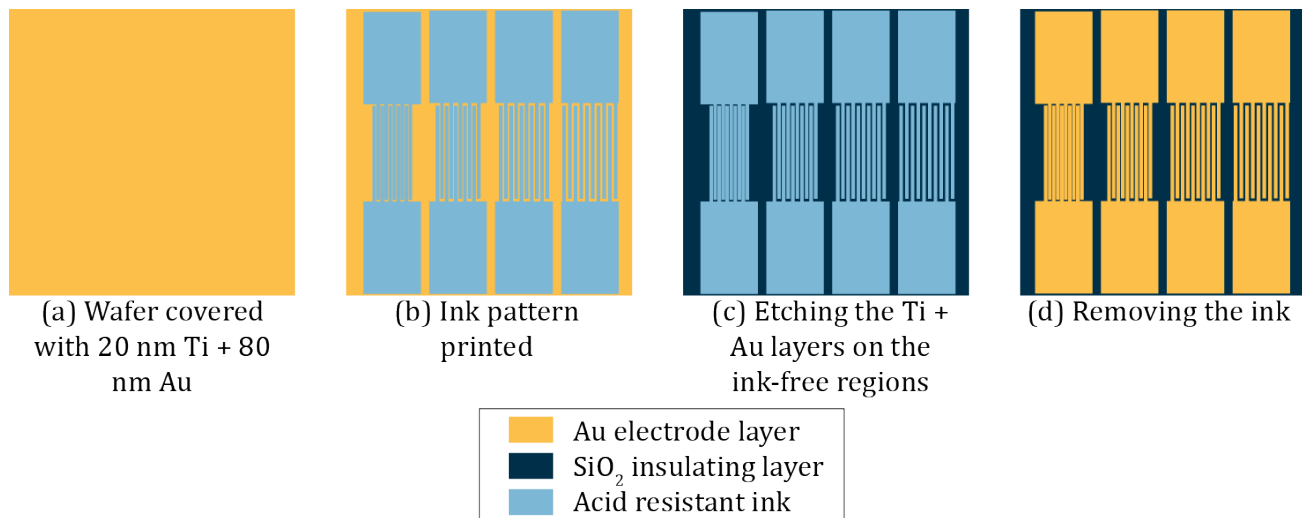 (a) Wafer covered
with 20 nm Ti + 80
nm Au
(b) Ink pattern
printed
(c) Etching the Ti +
Au layers on the
ink-free regions
(d) Removing the ink
Au electrode layer
SiO₂ insulating layer
Acid resistant ink